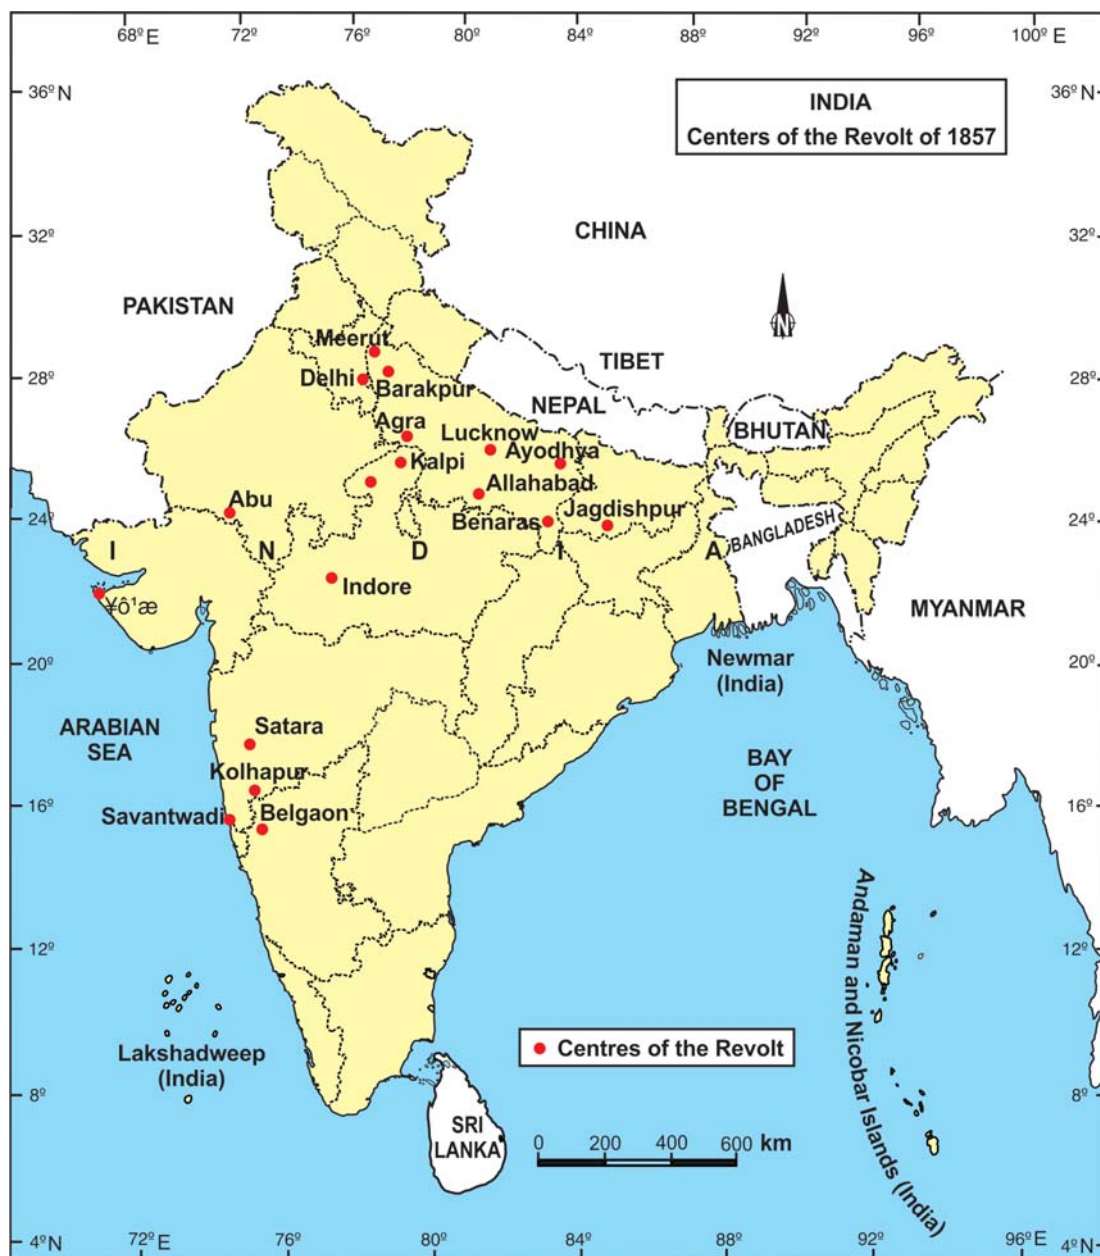 68º E
72º
76º
80º
84º
88º
92º
96º
100º E
36º N
36º N
INDIA
Centers of the Revolt of 1857
32º
CHINA
32º
PAKISTAN
N
Meerut
TIBET
28º
Delhi
Barakpur
NEPAL
28º
Agra
Lucknow
Ayodhya
BHUTAN
Kalpi
Abu
Allahabad
24º
Benaras
Jagdishpur
BANGLADESH
24º
I N D I A
Indore
¥ô¹æ
MYANMAR
20º
Newmar
(India)
20º
ARABIAN
SEA
Satara
BAY
OF
BENGAL
Kolhapur
16º
Savantwadi
Belgaon
16º
Andaman and Nicobar Islands (India)
12º
12º
Lakshadweep
(India)
Centres of the Revolt
8º
SRI
LANKA
0 200 400 600 km
8º
4º N
72º E
76º
80º
84º
88º
92º
96º E
4º N